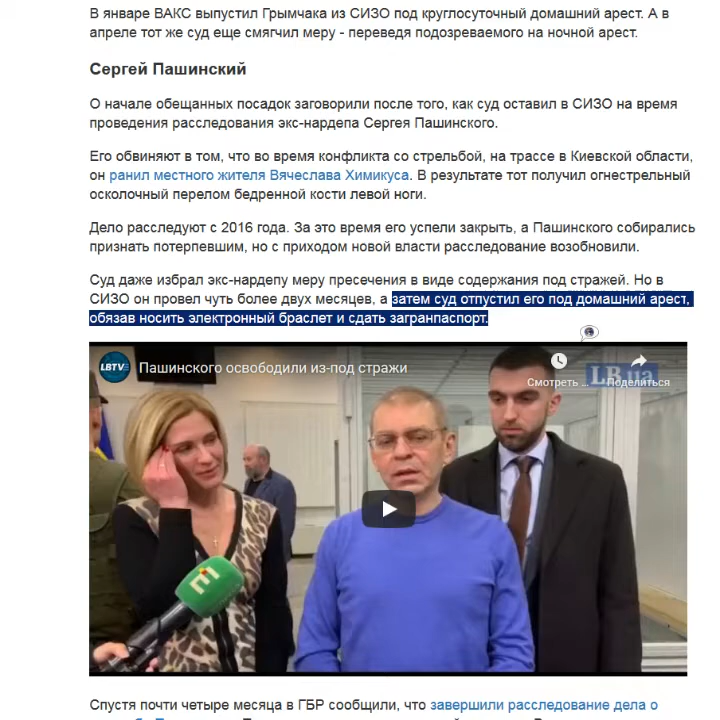 В январе ВАКС выпустил Грымчака из СИЗО под круглосуточный домашний арест. А в
апреле тот же суд еще смягчил меру - переведя подозреваемого на ночной арест.
Сергей Пашинский
О начале обещанных посадок заговорили после того, как суд оставил в СИЗО на время
проведения расследования экс-нардепа Сергея Пашинского.
Его обвиняют в том, что во время конфликта со стрельбой, на трассе в Киевской области,
он ранил местного жителя Вячеслава Химикуса. В результате тот получил огнестрельный
осколочный перелом бедренной кости левой ноги.
Дело расследуют с 2016 года. За это время его успели закрыть, а Пашинского собирались
признать потерпевшим, но с приходом новой власти расследование возобновили.
Суд даже избрал экс-нардепу меру пресечения в виде содержания под стражей. Но в
СИЗО он провел чуть более двух месяцев, а затем суд отпустил его под домашний арест,
обязав носить электронный браслет и сдать загранпаспорт.
LBTV Пашинского освободили из-под стражи
Смотреть ... Поделиться
LB.ua
Спустя почти четыре месяца в ГБР сообщили, что завершили расследование дела о